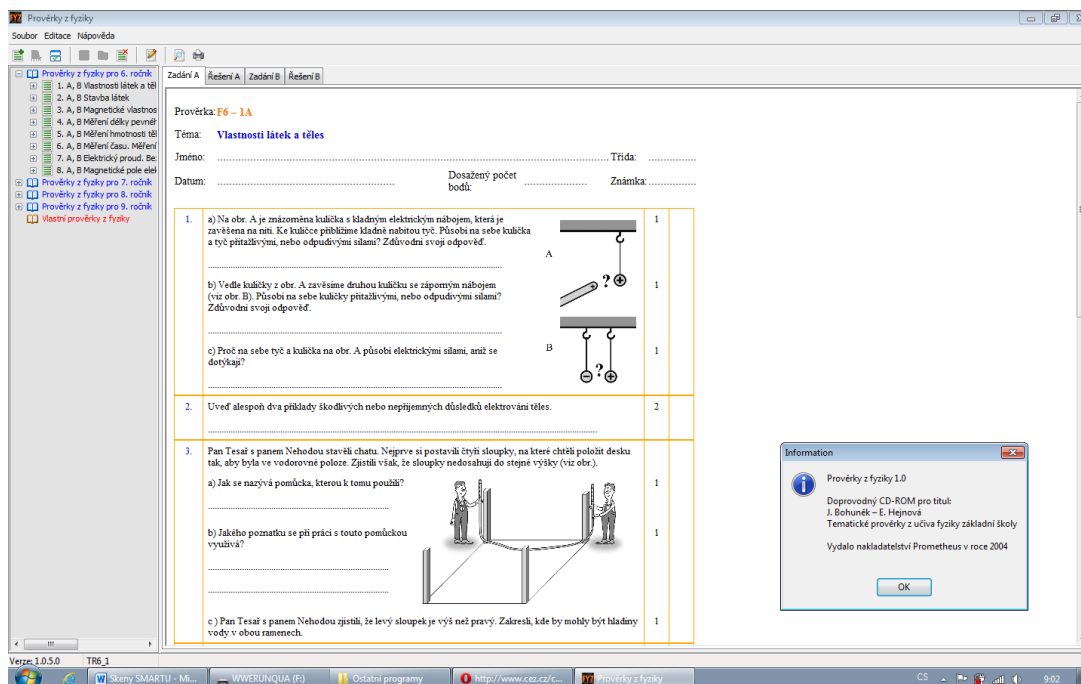 Prověrky z fyziky
Soubor Editace Nápověda
Prověrky z fyziky pro 6. ročník
1. A, B Vlastnosti látek a těl
2. A, B Stavba látek
3. A, B Magnetické vlastnos
4. A, B Měření délky pevnéh
5. A, B Měření hmotnosti těl
6. A, B Měření času. Měření
7. A, B Elektrický proud. Be
8. A, B Magnetické pole elek
Prověrky z fyziky pro 7. ročník
Prověrky z fyziky pro 8. ročník
Prověrky z fyziky pro 9. ročník
Vlastní prověrky z fyziky
Zadání A Řešení A Zadání B Řešení B
Prověrka: F6 – 1A
Téma: Vlastnosti látek a těles
Jméno: Třída:
Datum: Dosažený počet bodů: Známka:
1. a) Na obr. A je znázorněna kulička s kladným elektrickým nábojem, která je 1
zavěšena na niti. Ke kuličce přiblížíme kladně nabitou tyč. Působí na sebe kulička
a tyč přitažlivými, nebo odpudivými silami? Zdůvodni svoji odpověď.
A
?
b) Vedle kuličky z obr. A zavěsíme druhou kuličku se záporným nábojem 1
(viz obr. B). Působí na sebe kuličky přitažlivými, nebo odpudivými silami?
Zdůvodni svoji odpověď.
B
?
c) Proč na sebe tyč a kulička na obr. A působí elektrickými silami, aniž se 1
dotýkají?
2. Uveď alespoň dva příklady škodlivých nebo nepříjemných důsledků elektrování těles. 2
3. Pan Tesař s panem Nehodou stavěli chatu. Nejprve si postavili čtyři sloupky, na které chtěli položit desku
tak, aby byla ve vodorovné poloze. Zjistili však, že sloupky nedosahují do stejné výšky (viz obr.).
a) Jak se nazývá pomůcka, kterou k tomu použili? 1
b) Jakého poznatku se při práci s touto pomůckou 1
využívá?
c ) Pan Tesař s panem Nehodou zjistili, že levý sloupek je výš než pravý. Zakresli, kde by mohly být hladiny 1
vody v obou ramenech.
Information
Prověrky z fyziky 1.0
Doprovodný CD-ROM pro titul:
J. Bohuněk – E. Hejnová
Tematické prověrky z učiva fyziky základní školy
Vydalo nakladatelství Prometheus v roce 2004
OK
Verze: 1.0.5.0 TR6_1
Skeny SMARTU - Mi... WWERUNQUA (F:) Ostatní programy http://www.cez.cz/c... Prověrky z fyziky CS 9:02